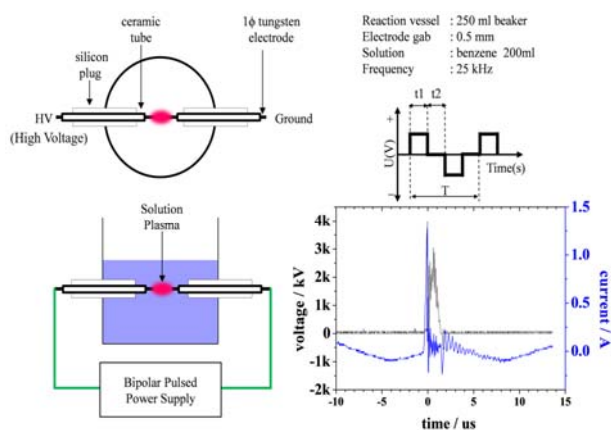 ceramic
tube
1ϕ tungsten
electrode
silicon
plug
HV
(High Voltage)
Ground
Reaction vessel : 250 ml beaker
Electrode gab : 0.5 mm
Solution : benzene 200ml
Frequency : 25 kHz
t1 t2
+
U(V)
−
Time(s)
T
Solution
Plasma
Bipolar Pulsed
Power Supply
voltage / kV
4k
3k
2k
1k
0
-1k
-2k
-10 -5 0 5 10 15
time / us
1.5
1.0
0.5
0.0
current / A